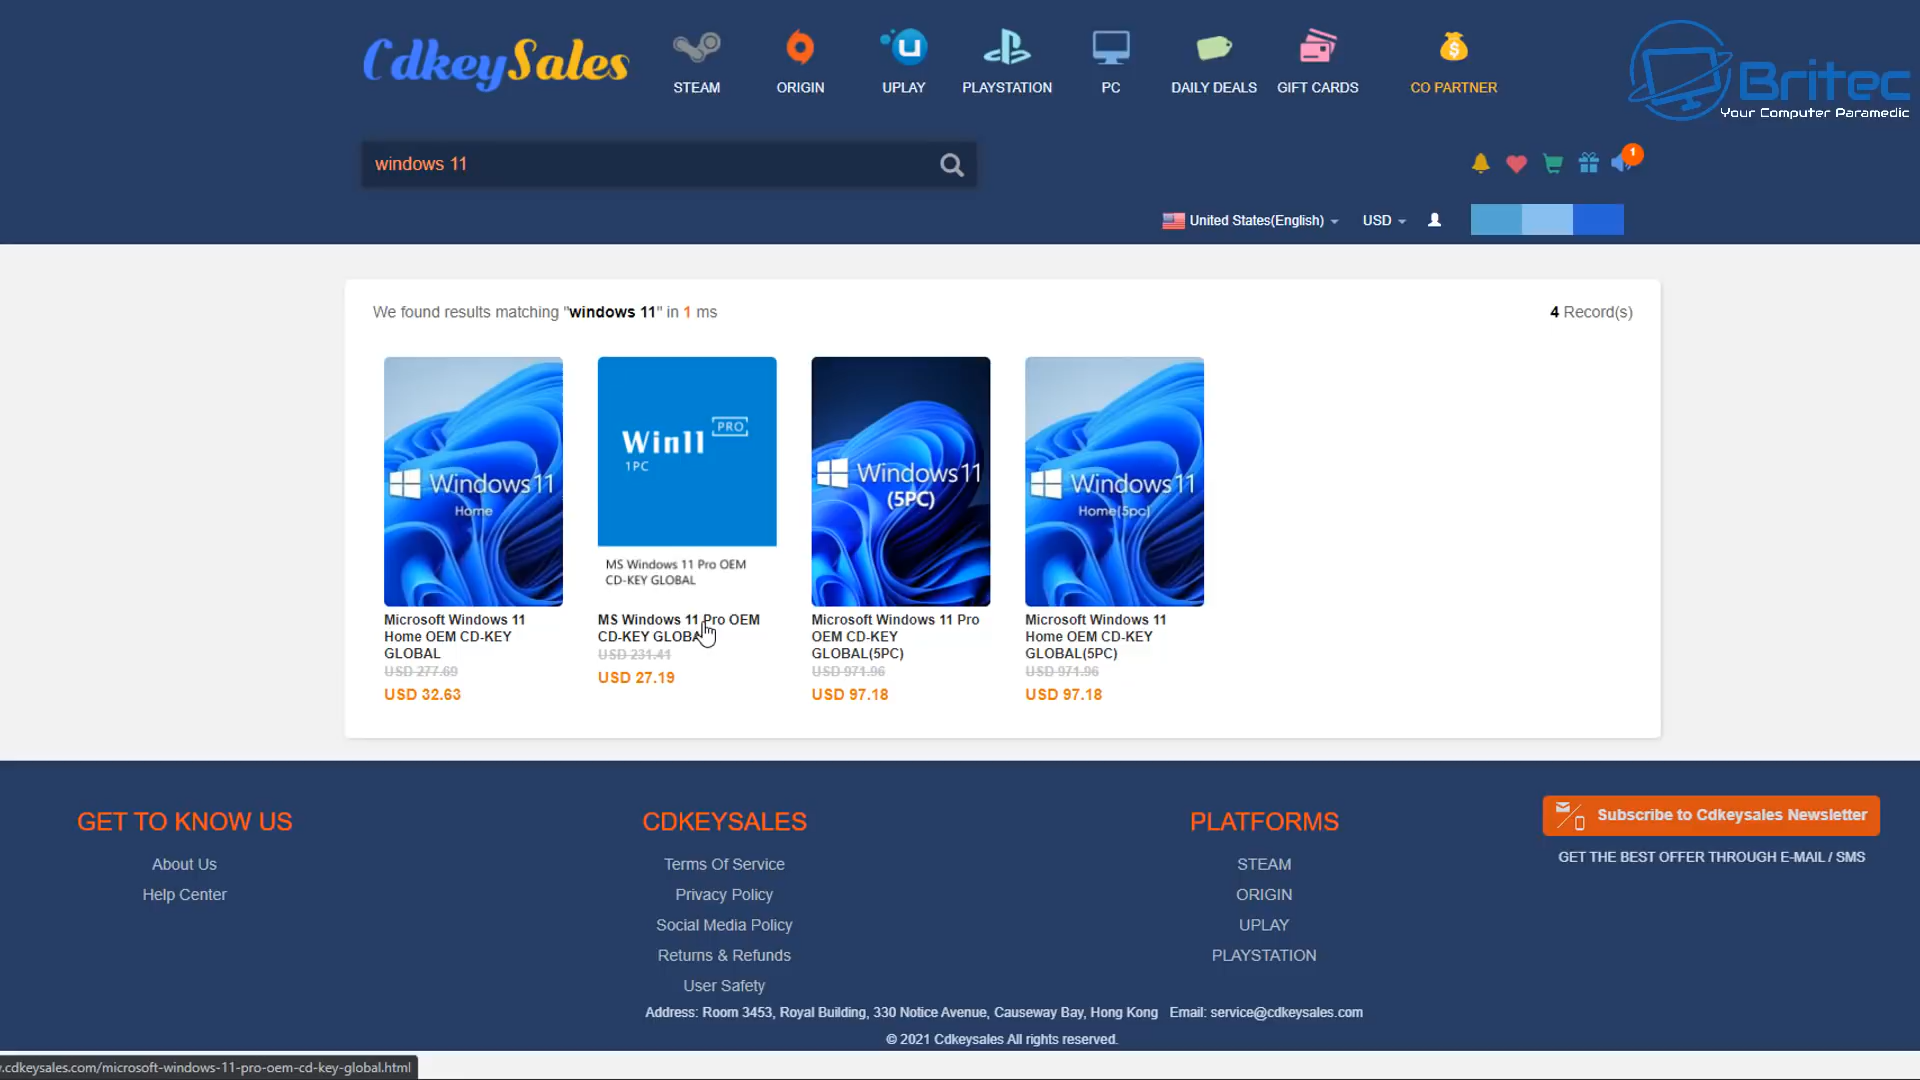 CdkeySales
STEAM
ORIGIN
UPLAY
PLAYSTATION
PC
DAILY DEALS
GIFT CARDS
CO PARTNER
Britec
Your Computer Paramedic
windows 11
1
United States(English)
USD
We found results matching "windows 11" in 1 ms
4 Record(s)
Windows 11
Home
Win11 PRO
1PC
MS Windows 11 Pro OEM
CD-KEY GLOBAL
Windows 11
(5PC)
Windows 11
Home(5pc)
Microsoft Windows 11
Home OEM CD-KEY
GLOBAL
USD 277.69
USD 32.63
MS Windows 11 Pro OEM
CD-KEY GLOBA
USD 231.41
USD 27.19
Microsoft Windows 11 Pro
OEM CD-KEY
GLOBAL(5PC)
USD 971.96
USD 97.18
Microsoft Windows 11
Home OEM CD-KEY
GLOBAL(5PC)
USD 971.96
USD 97.18
GET TO KNOW US
About Us
Help Center
CDKEYSALES
Terms Of Service
Privacy Policy
Social Media Policy
Returns & Refunds
User Safety
PLATFORMS
STEAM
ORIGIN
UPLAY
PLAYSTATION
Subscribe to Cdkeysales Newsletter
GET THE BEST OFFER THROUGH E-MAIL / SMS
Address: Room 3453, Royal Building, 330 Notice Avenue, Causeway Bay, Hong Kong Email: service@cdkeysales.com
© 2021 Cdkeysales All rights reserved.
.cdkeysales.com/microsoft-windows-11-pro-oem-cd-key-global.html